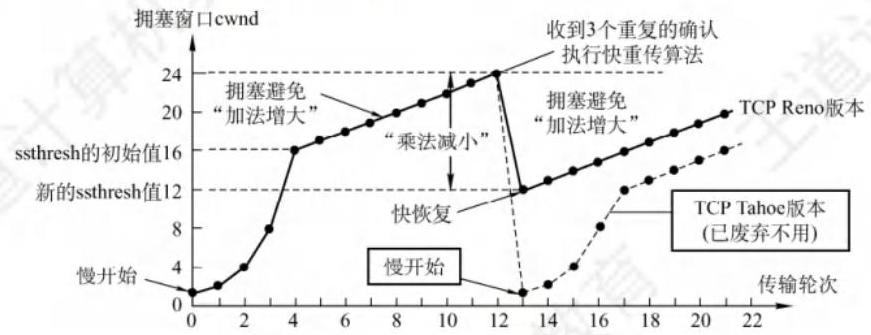 拥塞窗口cwnd
收到3个重复的确认
执行快重传算法
24
拥塞避免
“加法增大”
拥塞避免
“加法增大”
20
TCP Reno版本
“乘法减小”
ssthresh的初始值16
新的ssthresh值12
快恢复
TCP Tahoe版本
(已废弃不用)
8
慢开始
4
慢开始
传输轮次
0
0 2 4 6 8 10 12 14 16 18 20 22